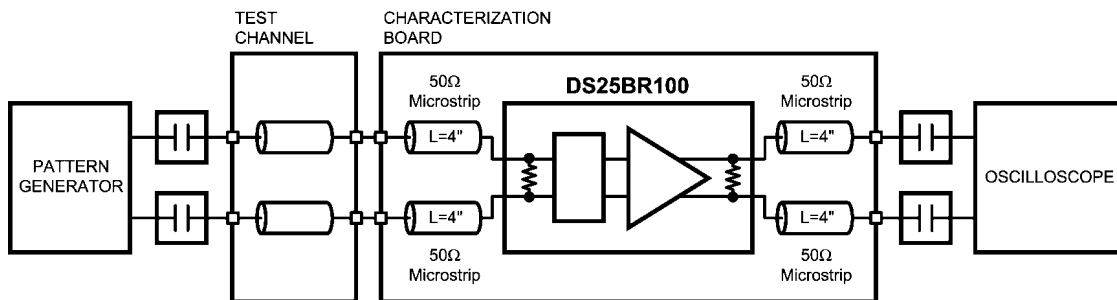 TEST
CHANNEL
CHARACTERIZATION
BOARD
50Ω
Microstrip
DS25BR100
50Ω
Microstrip
L=4"
L=4"
PATTERN
GENERATOR
OSCILLOSCOPE
L=4"
L=4"
50Ω
Microstrip
50Ω
Microstrip